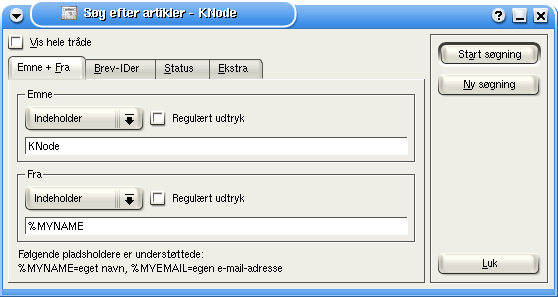 Søg efter artikler - KNode
Vis hele tråde
Emne + Fra
Brev-IDer
Status
Ekstra
Emne
Indeholder
Regulært udtryk
KNode
Fra
Indeholder
Regulært udtryk
%MYNAME
Følgende pladsholdere er understøttede:
%MYNAME=eget navn, %MYEMAIL=egen e-mail-adresse
Start søgning
Ny søgning
Luk